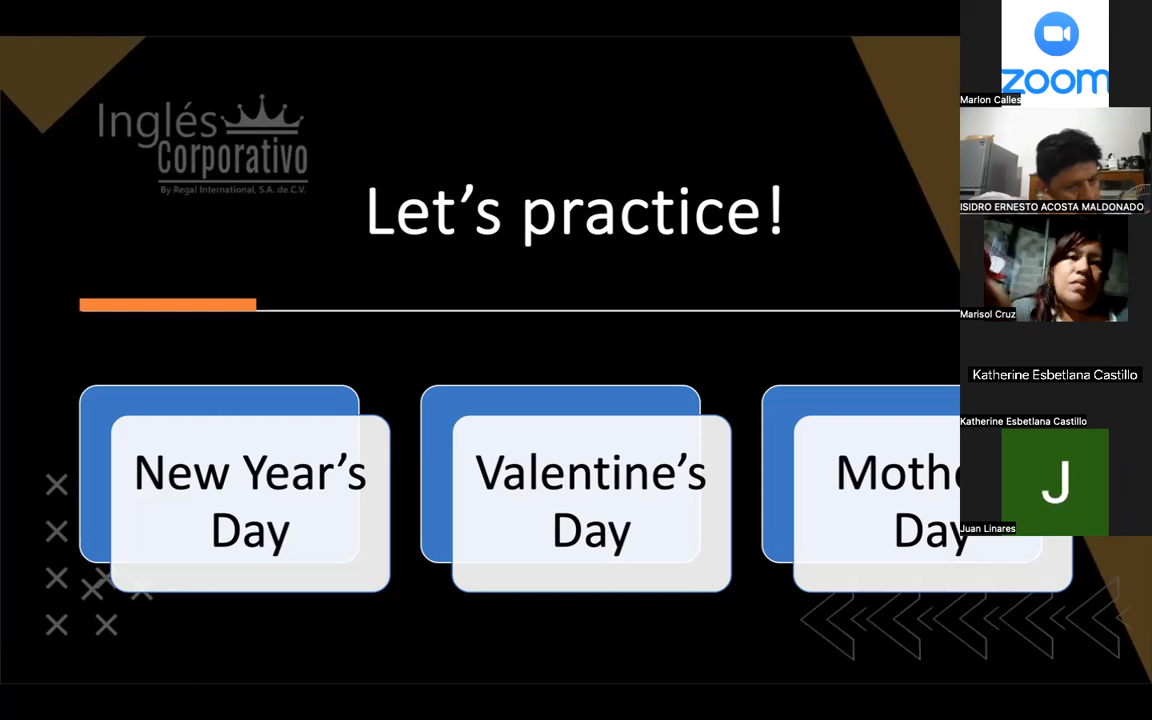 Inglés
Corporativo
By Regal International, S.A. de C.V.
Let's practice!
New Year's
Day
Valentine's
Day
Day
zoom
Marlon Calles
ISIDRO ERNESTO ACOSTA MALDONADO
Marisol Cruz
Katherine Esbetlana Castillo
Katherine Esbetlana Castillo
J
Juan Linares